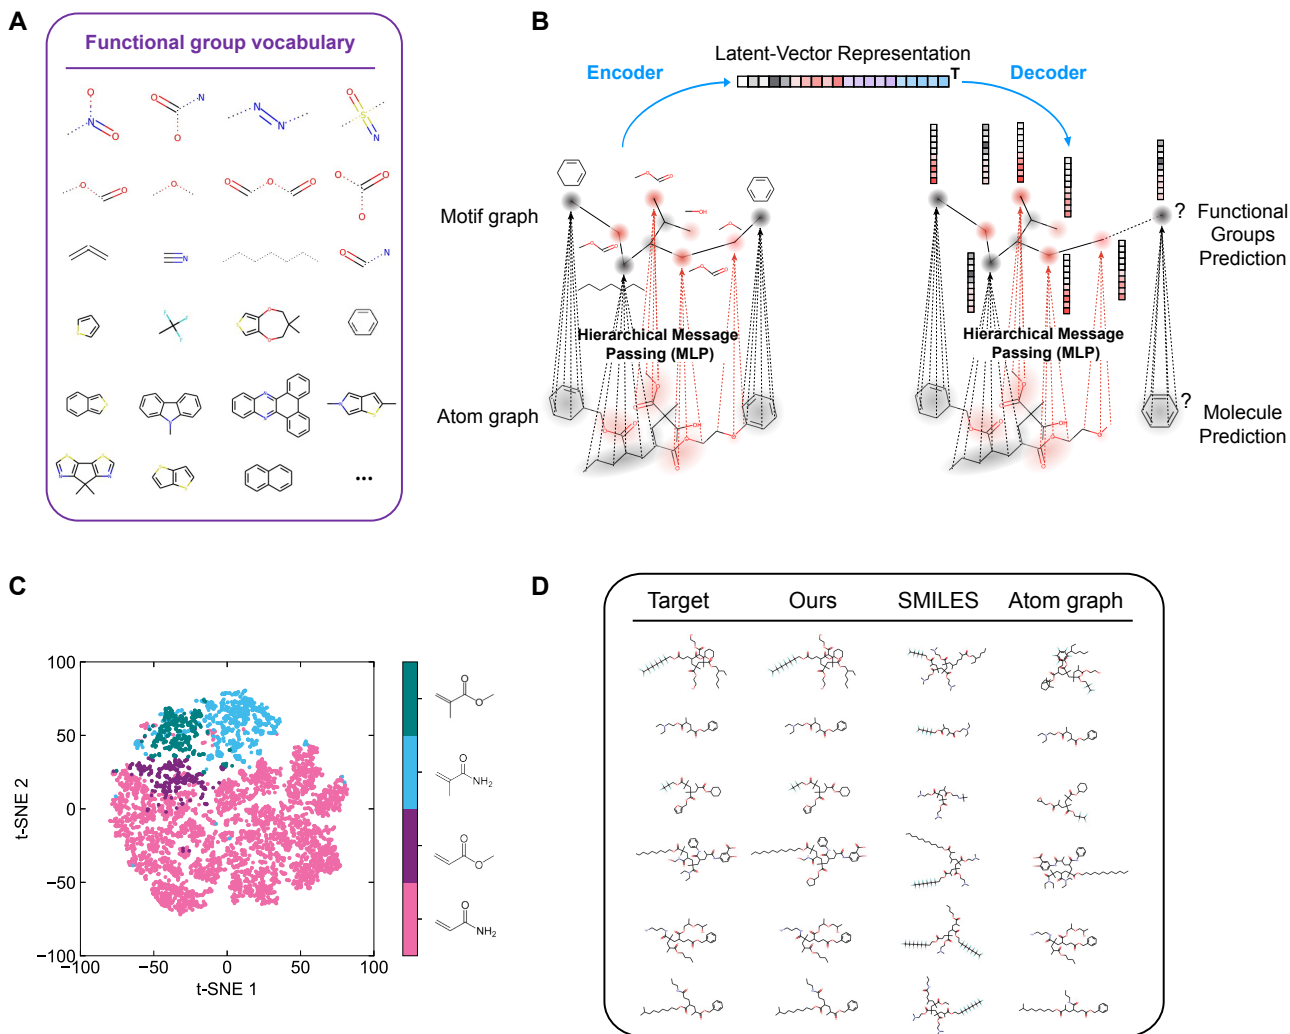 A
Functional group vocabulary
...
B
Latent-Vector Representation
T
Encoder
Decoder
Motif graph
?
Functional
Groups
Prediction
Hierarchical Message
Passing (MLP)
Hierarchical Message
Passing (MLP)
Atom graph
?
Molecule
Prediction
C
100
50
0
−50
−100
−100
−50
0
50
100
t-SNE 2
t-SNE 1
O
O
O
NH2
O
O
O
NH2
D
Target
Ours
SMILES
Atom graph